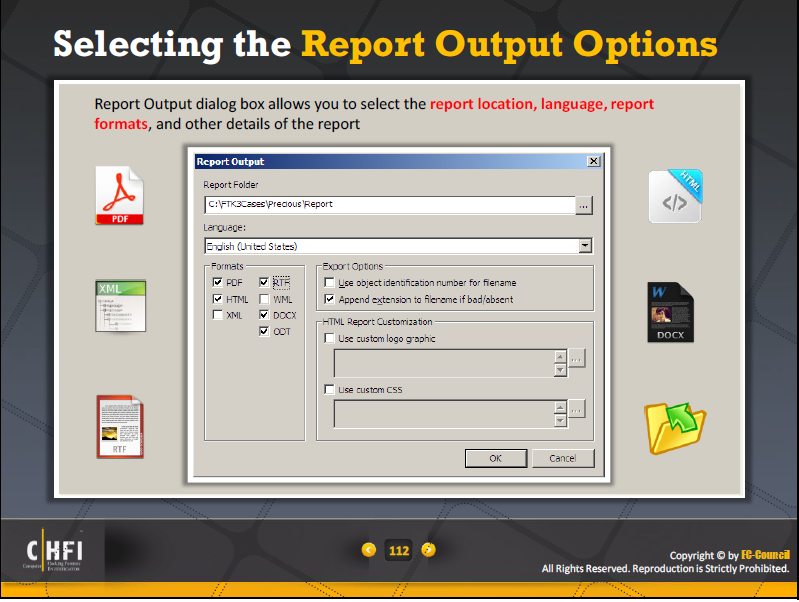 Selecting the Report Output Options
Report Output dialog box allows you to select the report location, language, report
formats, and other details of the report
Report Output
Report Folder
C:\FTK3Cases\Precious\Report
...
Language:
English (United States)
Formats
PDF
RTF
HTML
WML
XML
DOCX
ODT
Export Options
Use object identification number for filename
Append extension to filename if bad/absent
HTML Report Customization
Use custom logo graphic
...
Use custom CSS
...
OK
Cancel
PDF
XML
RTF
HTML
</>
W
DOCX
CHFI
Computer
Hacking Forensic
INVESTIGATOR
112
Copyright © by EC-Council
All Rights Reserved. Reproduction is Strictly Prohibited.